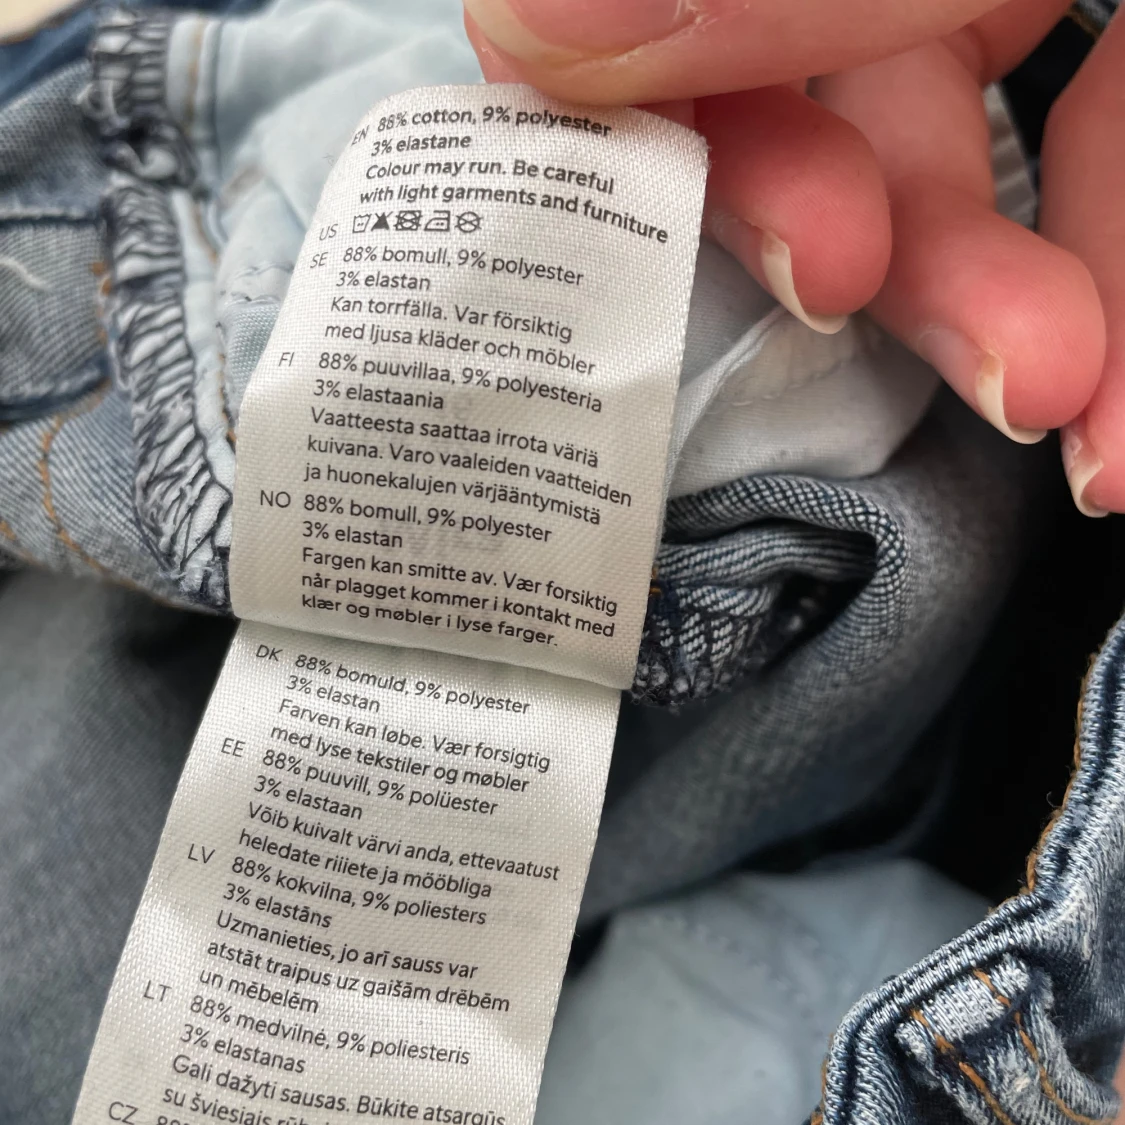 EN 88% cotton, 9% polyester
3% elastane
Colour may run. Be careful
with light garments and furniture
US
SE 88% bomull, 9% polyester
3% elastan
Kan torrfälla. Var försiktig
med ljusa kläder och möbler
FI 88% puuvillaa, 9% polyesteria
3% elastaania
Vaatteesta saattaa irrota väriä
kuivana. Varo vaaleiden vaatteiden
ja huonekalujen värjääntymistä
NO 88% bomull, 9% polyester
3% elastan
Fargen kan smitte av. Vær forsiktig
når plagget kommer i kontakt med
klær og møbler i lyse farger.
DK 88% bomuld, 9% polyester
3% elastan
Farven kan løbe. Vær forsigtig
med lyse tekstiler og møbler
EE 88% puuvill, 9% polüester
3% elastaan
Võib kuivalt värvi anda, ettevaatust
heledate riiiete ja mööbliga
LV 88% kokvilna, 9% poliesters
3% elastāns
Uzmanieties, jo arī sauss var
atstāt traipus uz gaišām drēbēm
un mēbelēm
LT 88% medvilnė, 9% poliesteris
3% elastanas
Gali dažyti sausas. Būkite atsargūs
su šviesiais
CZ